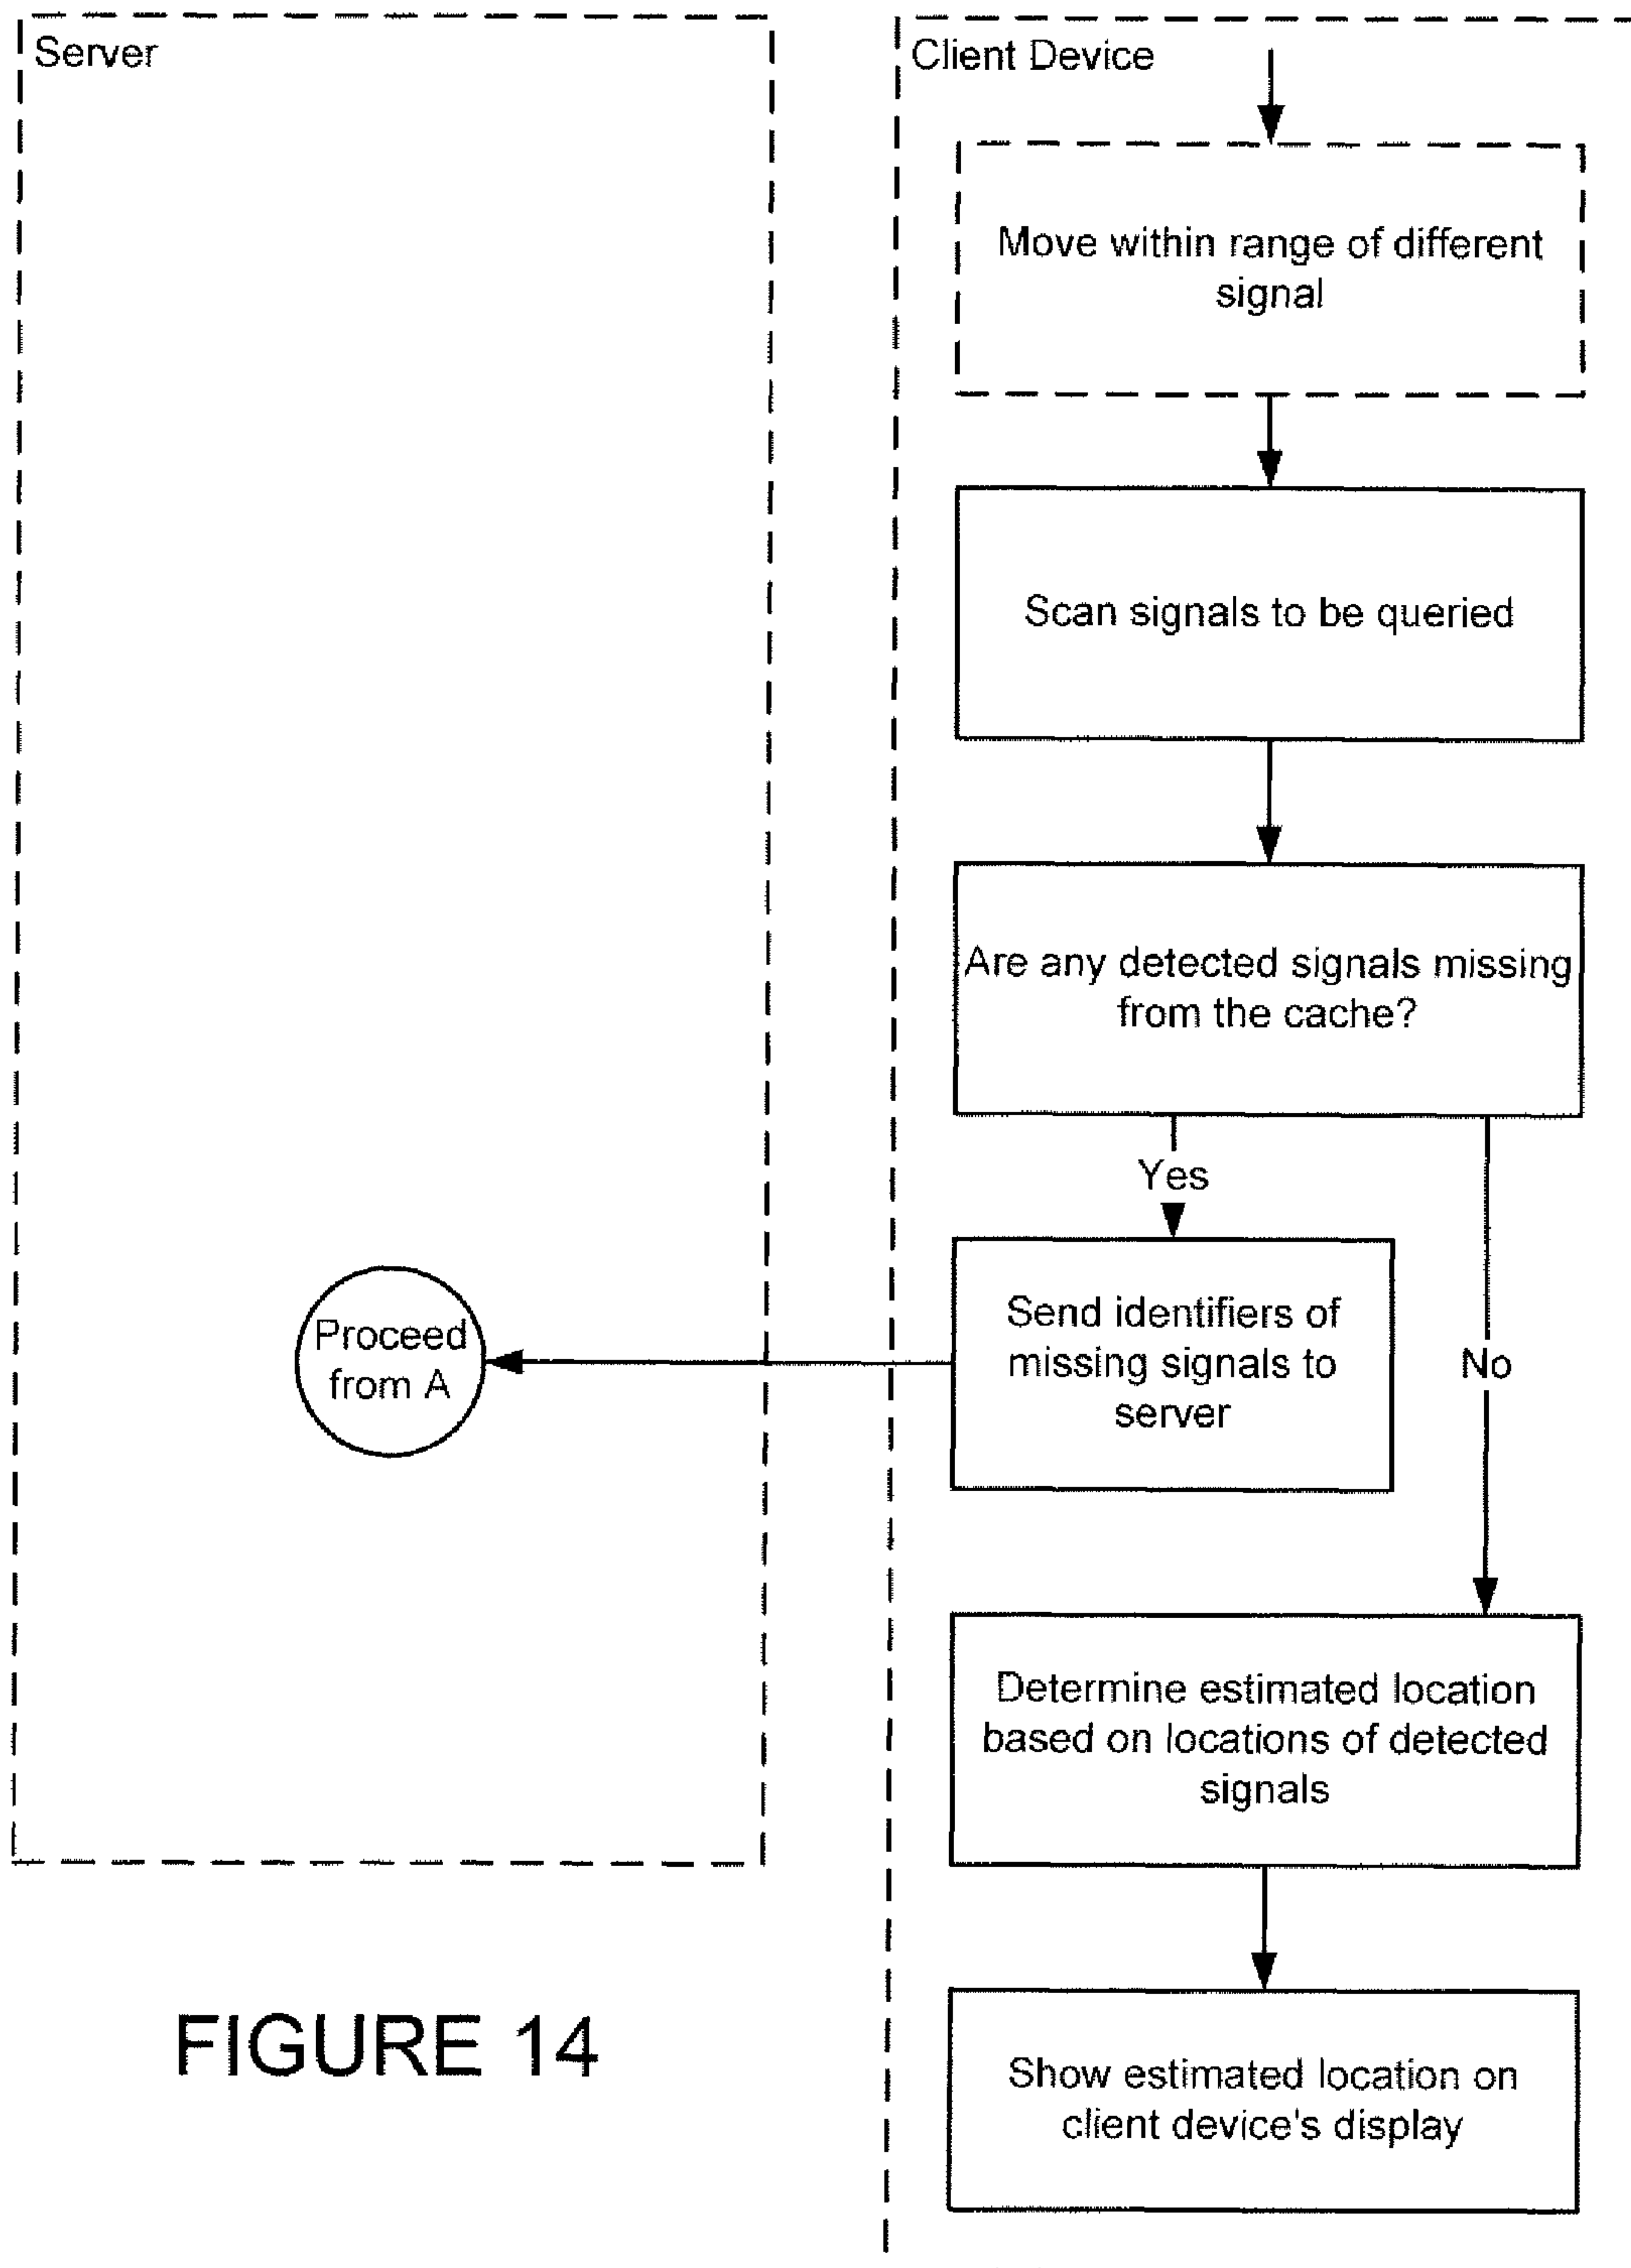 Server
Client Device
Move within range of different
signal
Scan signals to be queried
Are any detected signals missing
from the cache?
Yes
No
Send identifiers of
missing signals to
server
Proceed
from A
Determine estimated location
based on locations of detected
signals
Show estimated location on
client device's display
FIGURE 14